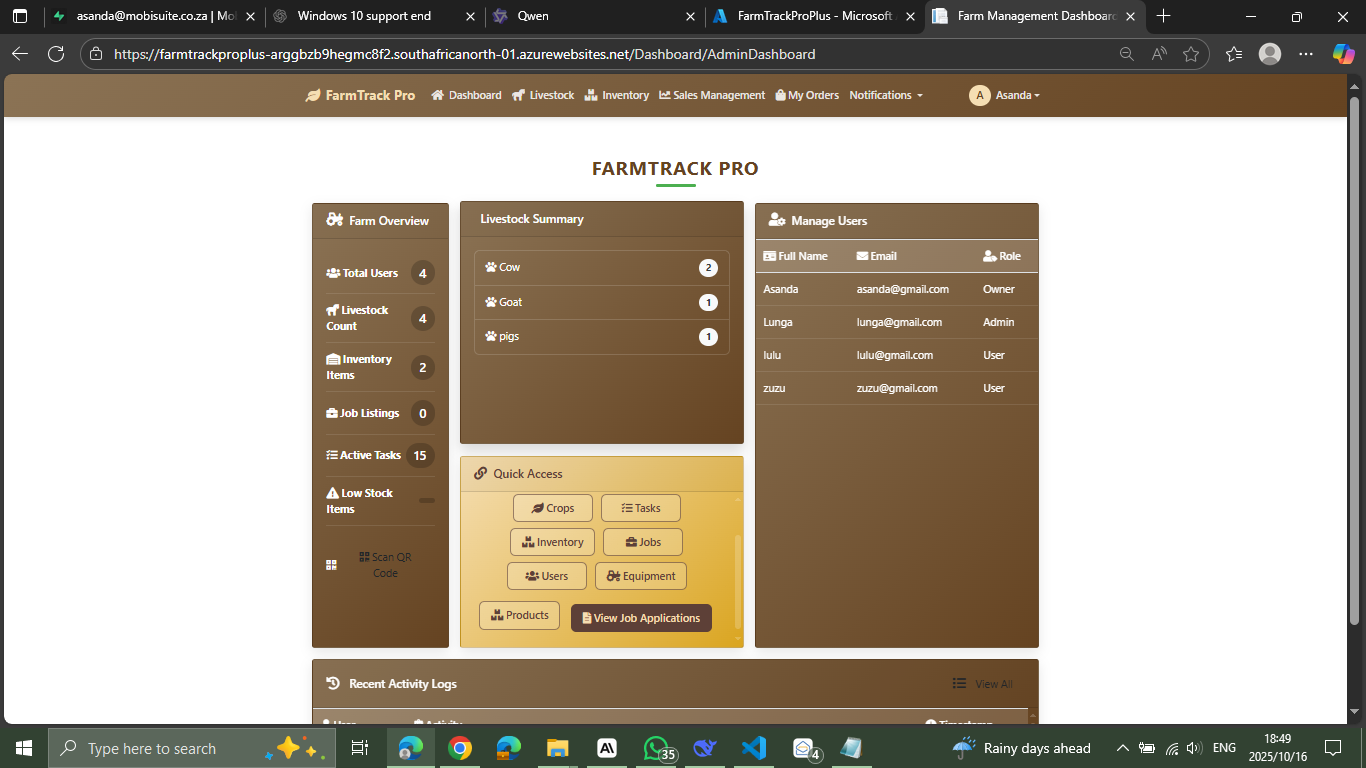 asanda@mobisuite.co.za | Mo
Windows 10 support end
Qwen
FarmTrackProPlus - Microsoft
Farm Management Dashboard
https://farmtrackproplus-arggbzb9hegmc8f2.southafricanorth-01.azurewebsites.net/Dashboard/AdminDashboard
FarmTrack Pro
Dashboard
Livestock
Inventory
Sales Management
My Orders
Notifications
A
Asanda
FARMTRACK PRO
Farm Overview
Total Users 4
Livestock
Count 4
Inventory
Items 2
Job Listings 0
Active Tasks 15
Low Stock
Items
Scan QR
Code
Livestock Summary
Cow 2
Goat 1
pigs 1
Quick Access
Crops
Tasks
Inventory
Jobs
Users
Equipment
Products
View Job Applications
Manage Users
Full Name Email Role
Asanda asanda@gmail.com Owner
Lunga lunga@gmail.com Admin
lulu lulu@gmail.com User
zuzu zuzu@gmail.com User
Recent Activity Logs
View All
User Activity Timestamp
Type here to search
35
4
Rainy days ahead
ENG
18:49
2025/10/16